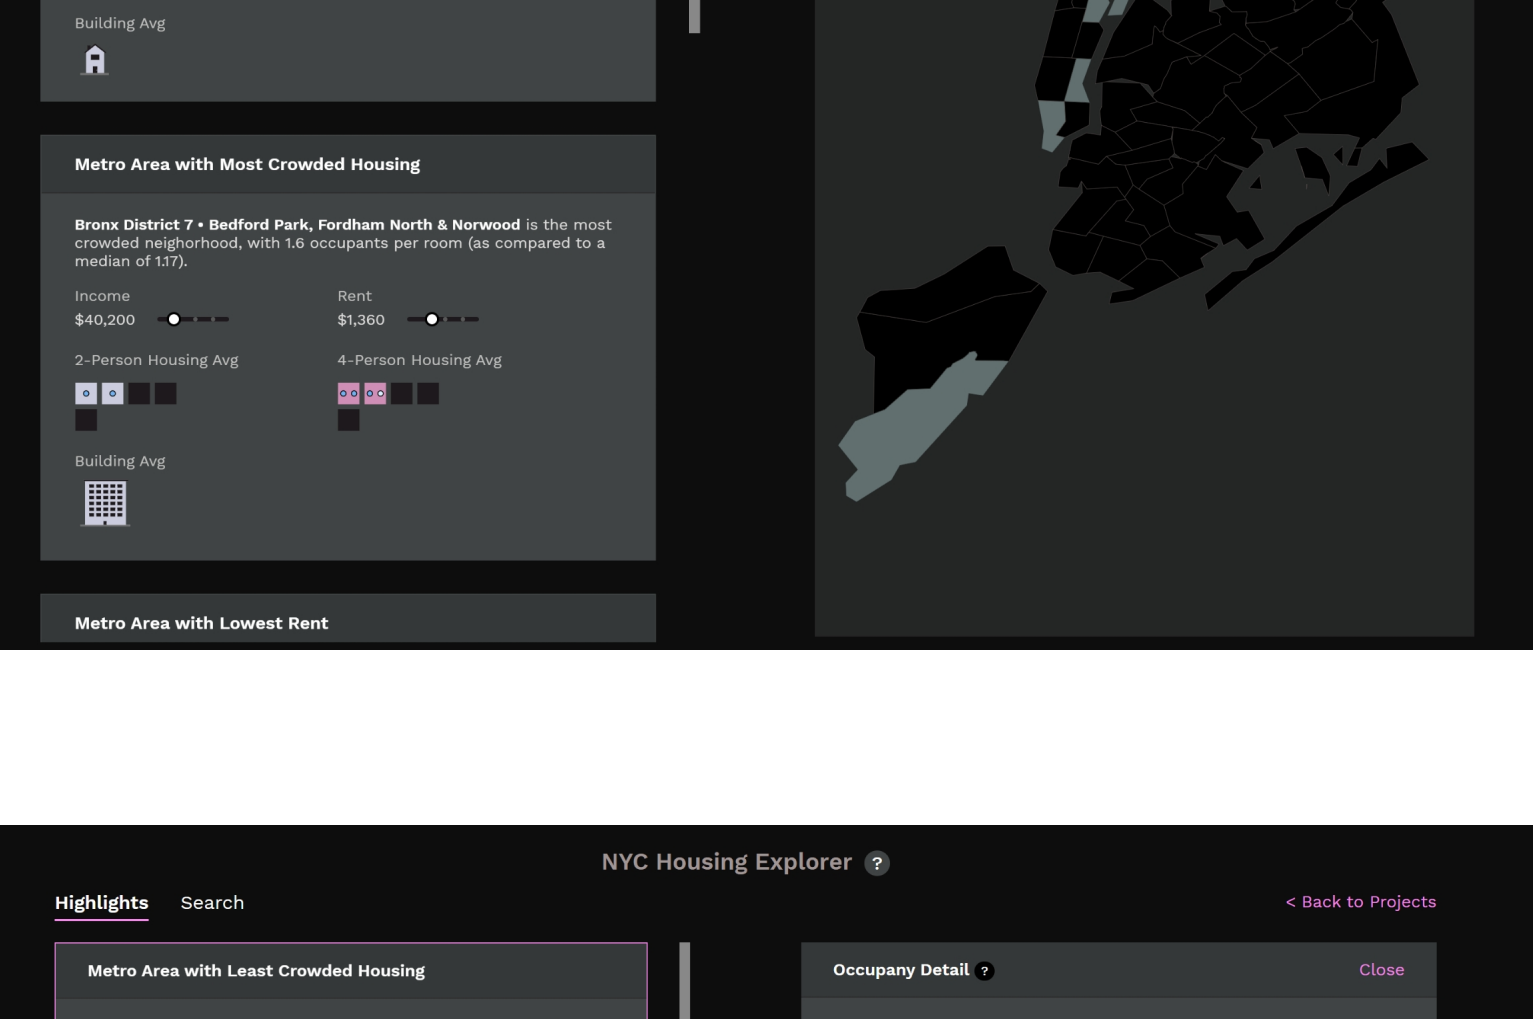 Building Avg
Metro Area with Most Crowded Housing
Bronx District 7 • Bedford Park, Fordham North & Norwood is the most
crowded neighorhood, with 1.6 occupants per room (as compared to a
median of 1.17).
Income
$40,200
Rent
$1,360
2-Person Housing Avg
4-Person Housing Avg
Building Avg
Metro Area with Lowest Rent
NYC Housing Explorer ?
Highlights
Search
< Back to Projects
Metro Area with Least Crowded Housing
Occupany Detail ?
Close